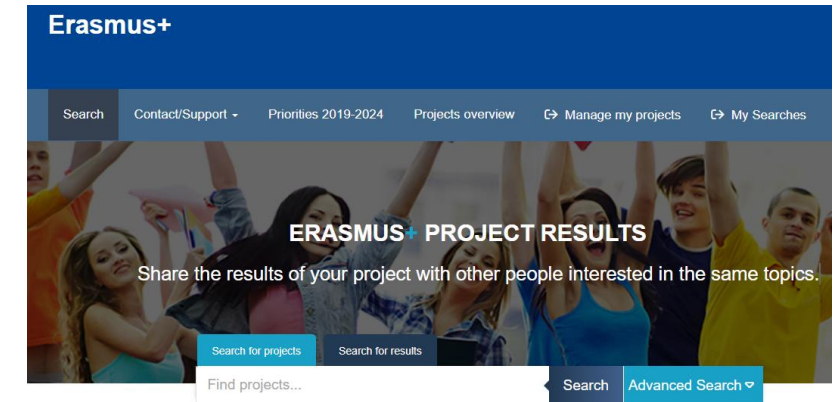 Erasmus+
Search Contact/Support Priorities 2019-2024 Projects overview Manage my projects My Searches
ERASMUS+ PROJECT RESULTS
Share the results of your project with other people interested in the same topics.
Search for projects Search for results
Find projects... Search Advanced Search